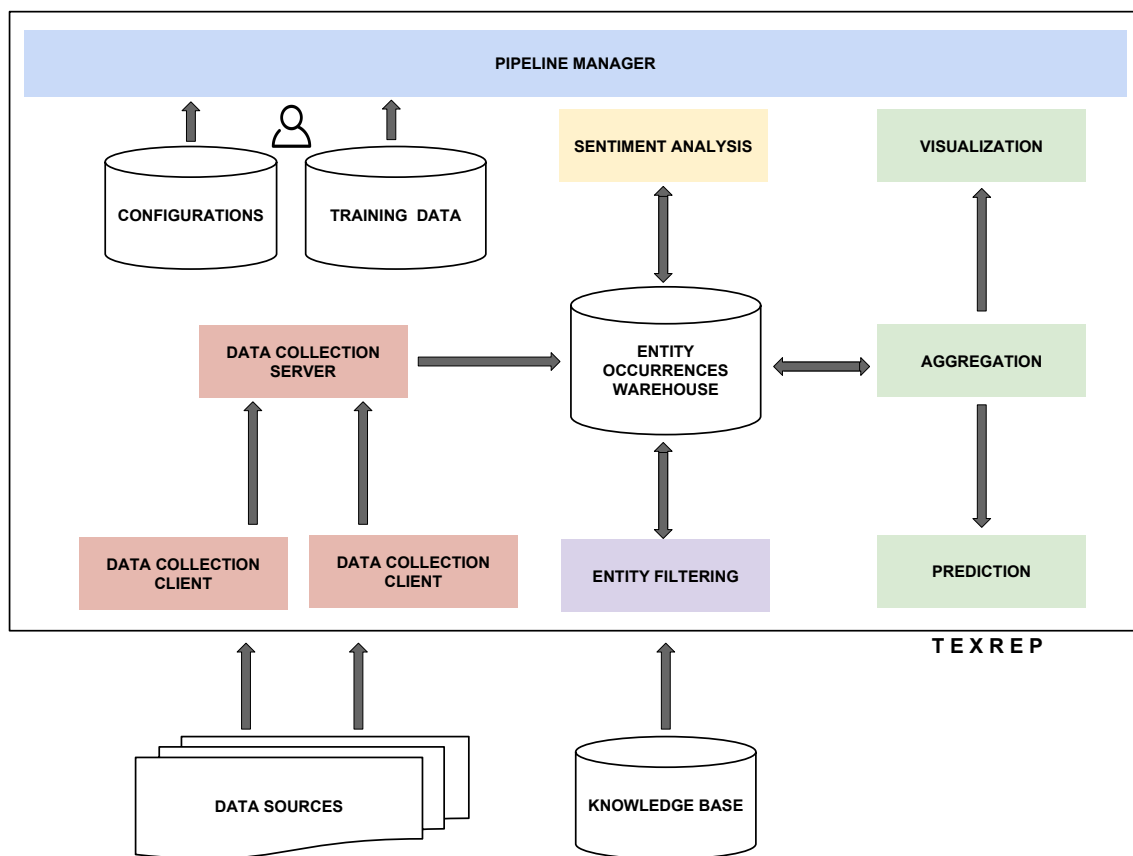 PIPELINE MANAGER
SENTIMENT ANALYSIS
VISUALIZATION
CONFIGURATIONS
TRAINING DATA
DATA COLLECTION
SERVER
ENTITY
OCCURRENCES
WAREHOUSE
AGGREGATION
DATA COLLECTION
CLIENT
DATA COLLECTION
CLIENT
ENTITY FILTERING
PREDICTION
TEXREP
DATA SOURCES
KNOWLEDGE BASE